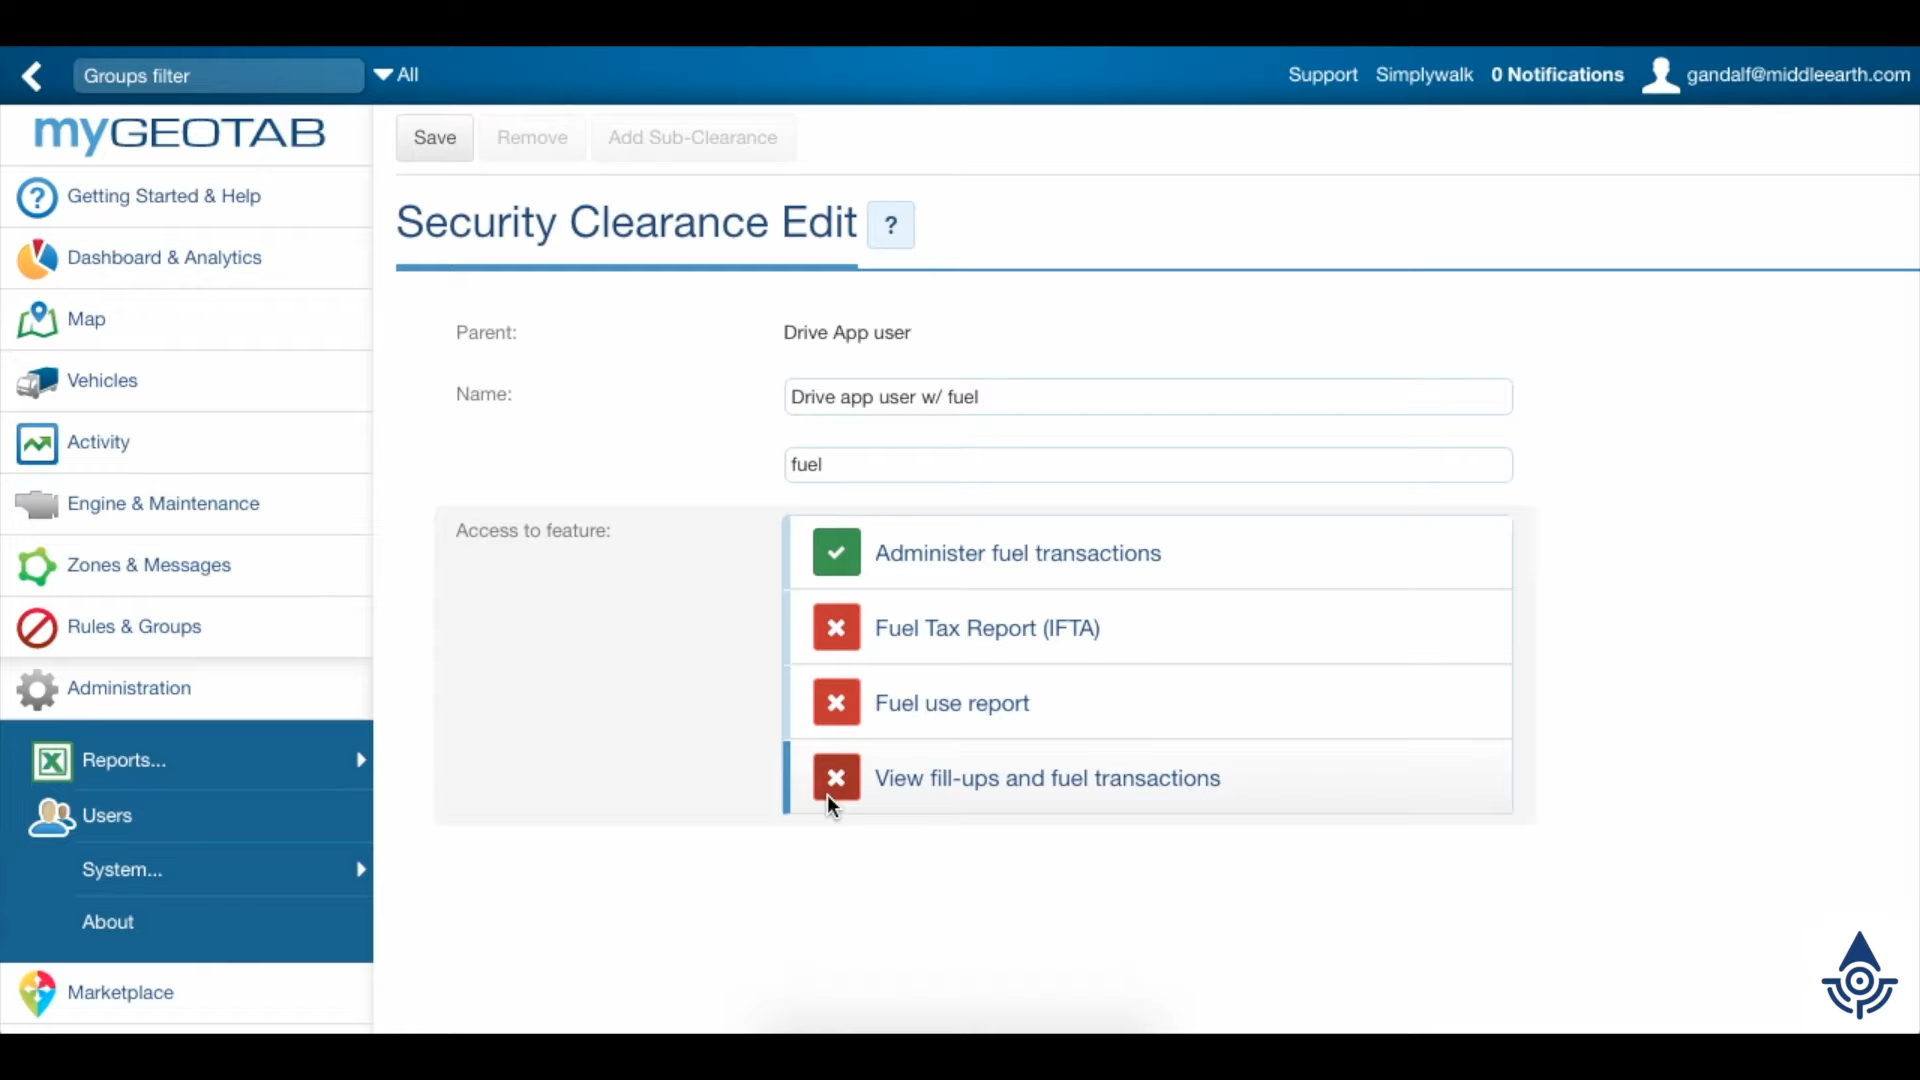 Groups filter
All
Support Simplywalk 0 Notifications gandalf@middleearth.com
myGEOTAB
Getting Started & Help
Dashboard & Analytics
Map
Vehicles
Activity
Engine & Maintenance
Zones & Messages
Rules & Groups
Administration
Reports...
Users
System...
About
Marketplace
Save Remove Add Sub-Clearance
Security Clearance Edit ?
Parent: Drive App user
Name: Drive app user w/ fuel
fuel
Access to feature:
Administer fuel transactions
Fuel Tax Report (IFTA)
Fuel use report
View fill-ups and fuel transactions